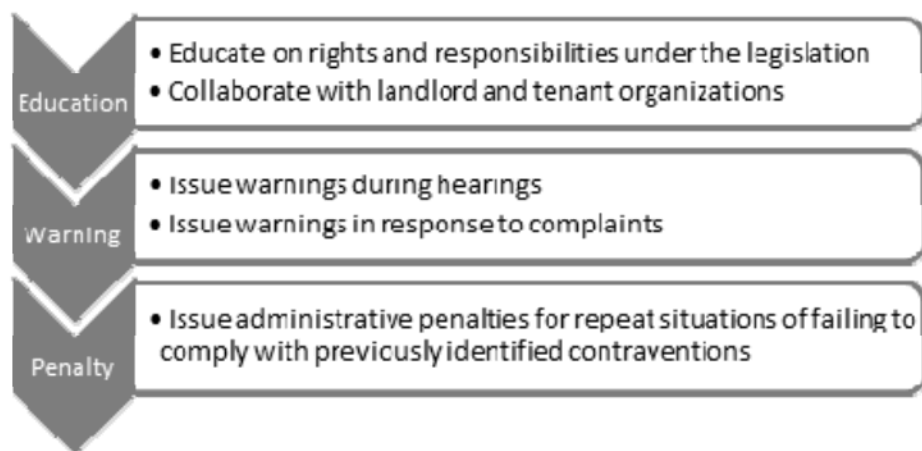 Education
• Educate on rights and responsibilities under the legislation
• Collaborate with landlord and tenant organizations
Warning
• Issue warnings during hearings
• Issue warnings in response to complaints
Penalty
• Issue administrative penalties for repeat situations of failing to
comply with previously identified contraventions